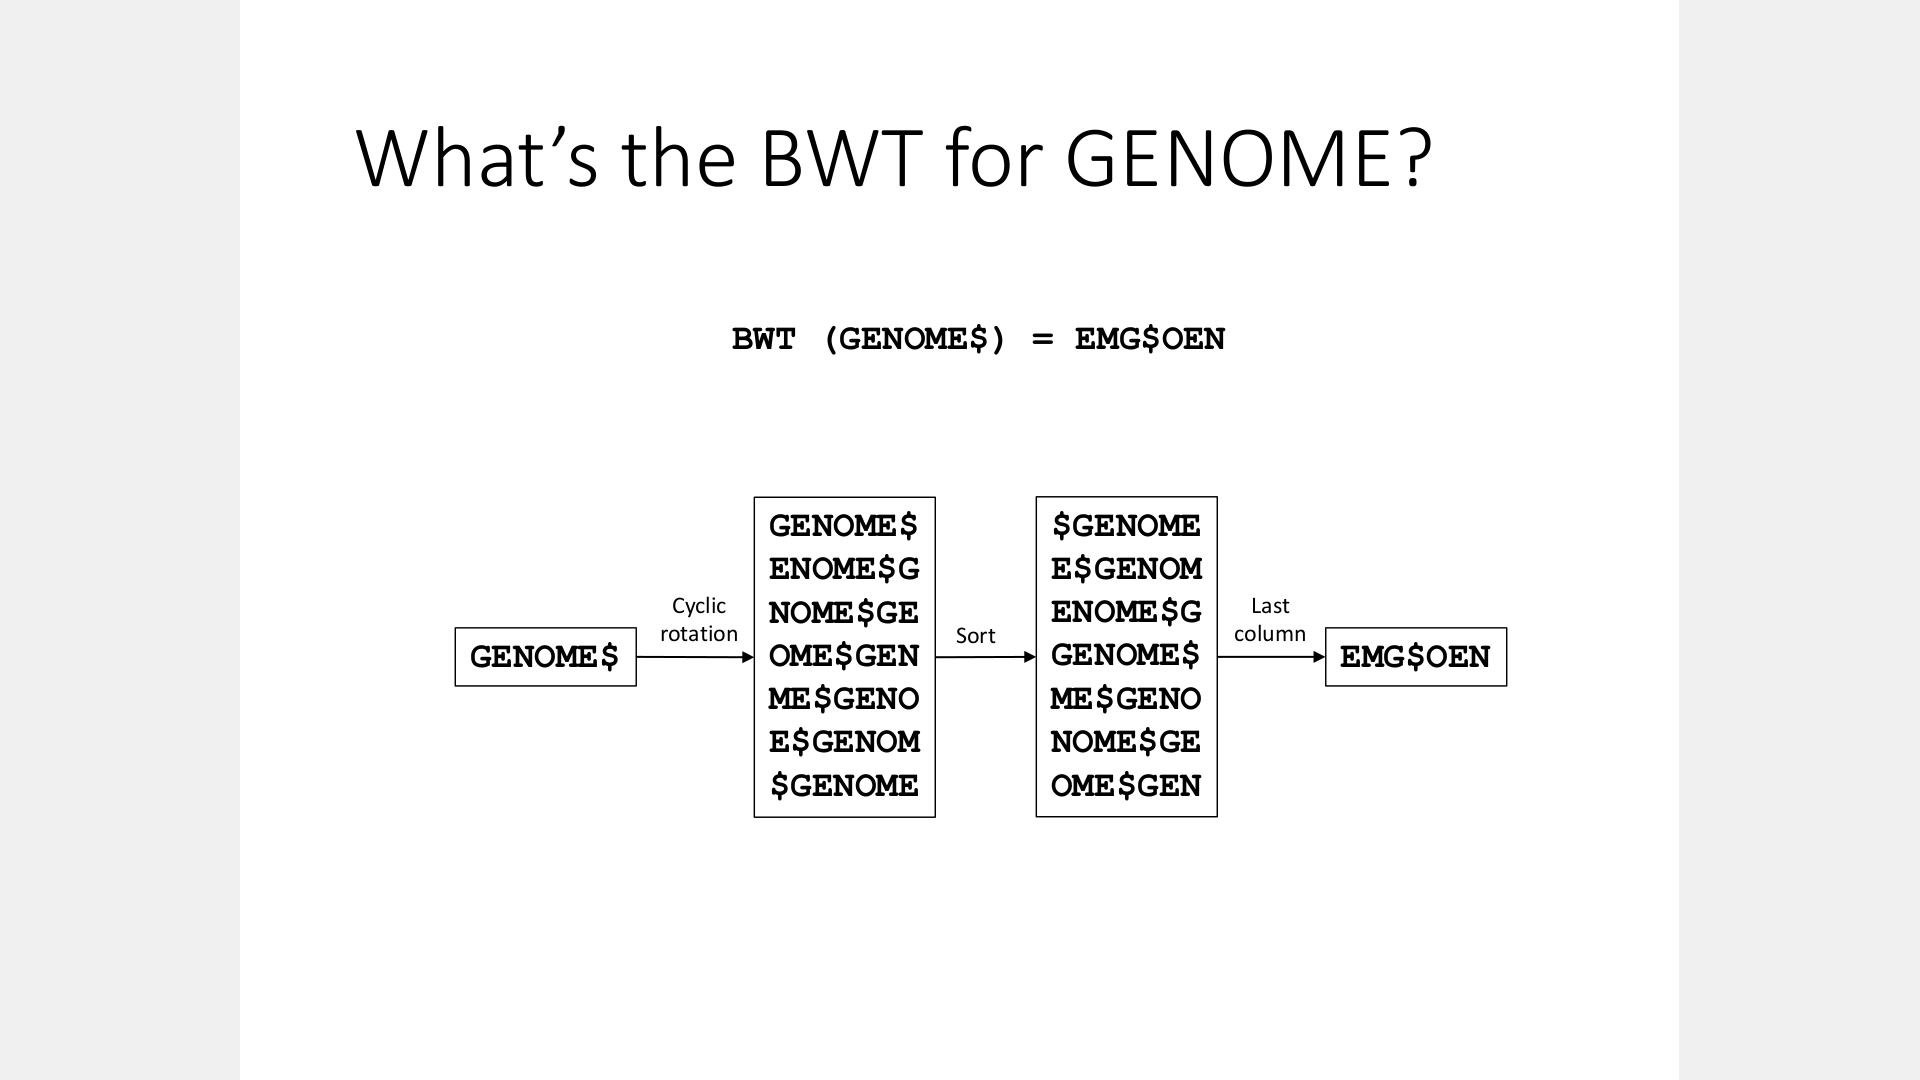 What’s the BWT for GENOME?
BWT (GENOME$) = EMG$OEN
GENOME$
Cyclic
rotation
GENOME$
ENOME$G
NOME$GE
OME$GEN
ME$GENO
E$GENOM
$GENOME
Sort
$GENOME
E$GENOM
ENOME$G
GENOME$
ME$GENO
NOME$GE
OME$GEN
Last
column
EMG$OEN